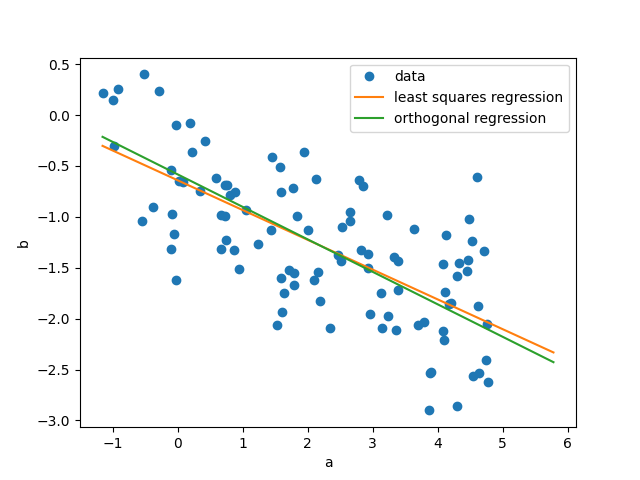 data
least squares regression
orthogonal regression
0.5
0.0
−0.5
−1.0
−1.5
−2.0
−2.5
−3.0
b
−1 0 1 2 3 4 5 6
a